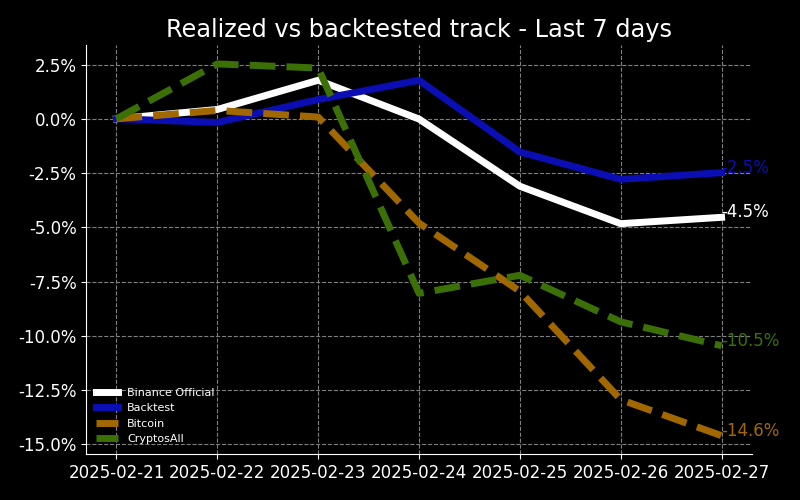 Realized vs backtested track - Last 7 days
2.5%
0.0%
-2.5%
-5.0%
-7.5%
-10.0%
-12.5%
-15.0%
-2.5%
-4.5%
-10.5%
-14.6%
Binance Official
Backtest
Bitcoin
CryptosAll
2025-02-21 2025-02-22 2025-02-23 2025-02-24 2025-02-25 2025-02-26 2025-02-27